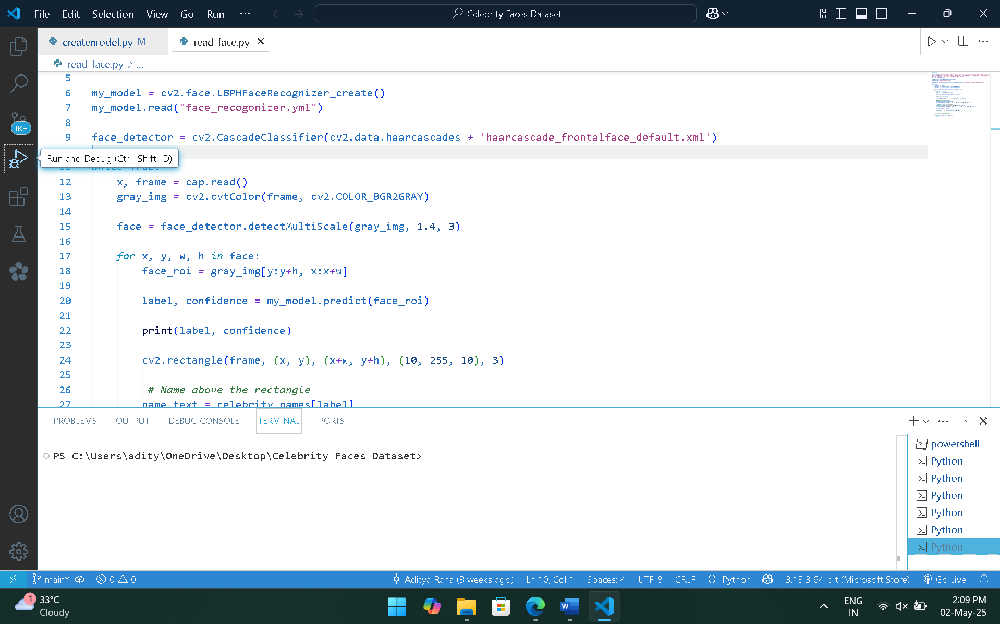 File Edit Selection View Go Run ··· Celebrity Faces Dataset
createmodel.py M read_face.py
read_face.py > ...
1K+
5
6 my_model = cv2.face.LBPHFaceRecognizer_create()
7 my_model.read("face_recogonizer.yml")
8
9 face_detector = cv2.CascadeClassifier(cv2.data.haarcascades + 'haarcascade_frontalface_default.xml')
Run and Debug (Ctrl+Shift+D)
11 while True:
12 x, frame = cap.read()
13 gray_img = cv2.cvtColor(frame, cv2.COLOR_BGR2GRAY)
14
15 face = face_detector.detectMultiScale(gray_img, 1.4, 3)
16
17 for x, y, w, h in face:
18 face_roi = gray_img[y:y+h, x:x+w]
19
20 label, confidence = my_model.predict(face_roi)
21
22 print(label, confidence)
23
24 cv2.rectangle(frame, (x, y), (x+w, y+h), (10, 255, 10), 3)
25
26 # Name above the rectangle
27 name_text = celebrity_names[label]
PROBLEMS OUTPUT DEBUG CONSOLE TERMINAL PORTS
PS C:\Users\adity\OneDrive\Desktop\Celebrity Faces Dataset>
powershell
Python
Python
Python
Python
Python
Python
main* 0 0 Aditya Rana (3 weeks ago) Ln 10, Col 1 Spaces: 4 UTF-8 CRLF {} Python 3.13.3 64-bit (Microsoft Store) Go Live
1 33°C
Cloudy
W
ENG
IN
2:09 PM
02-May-25